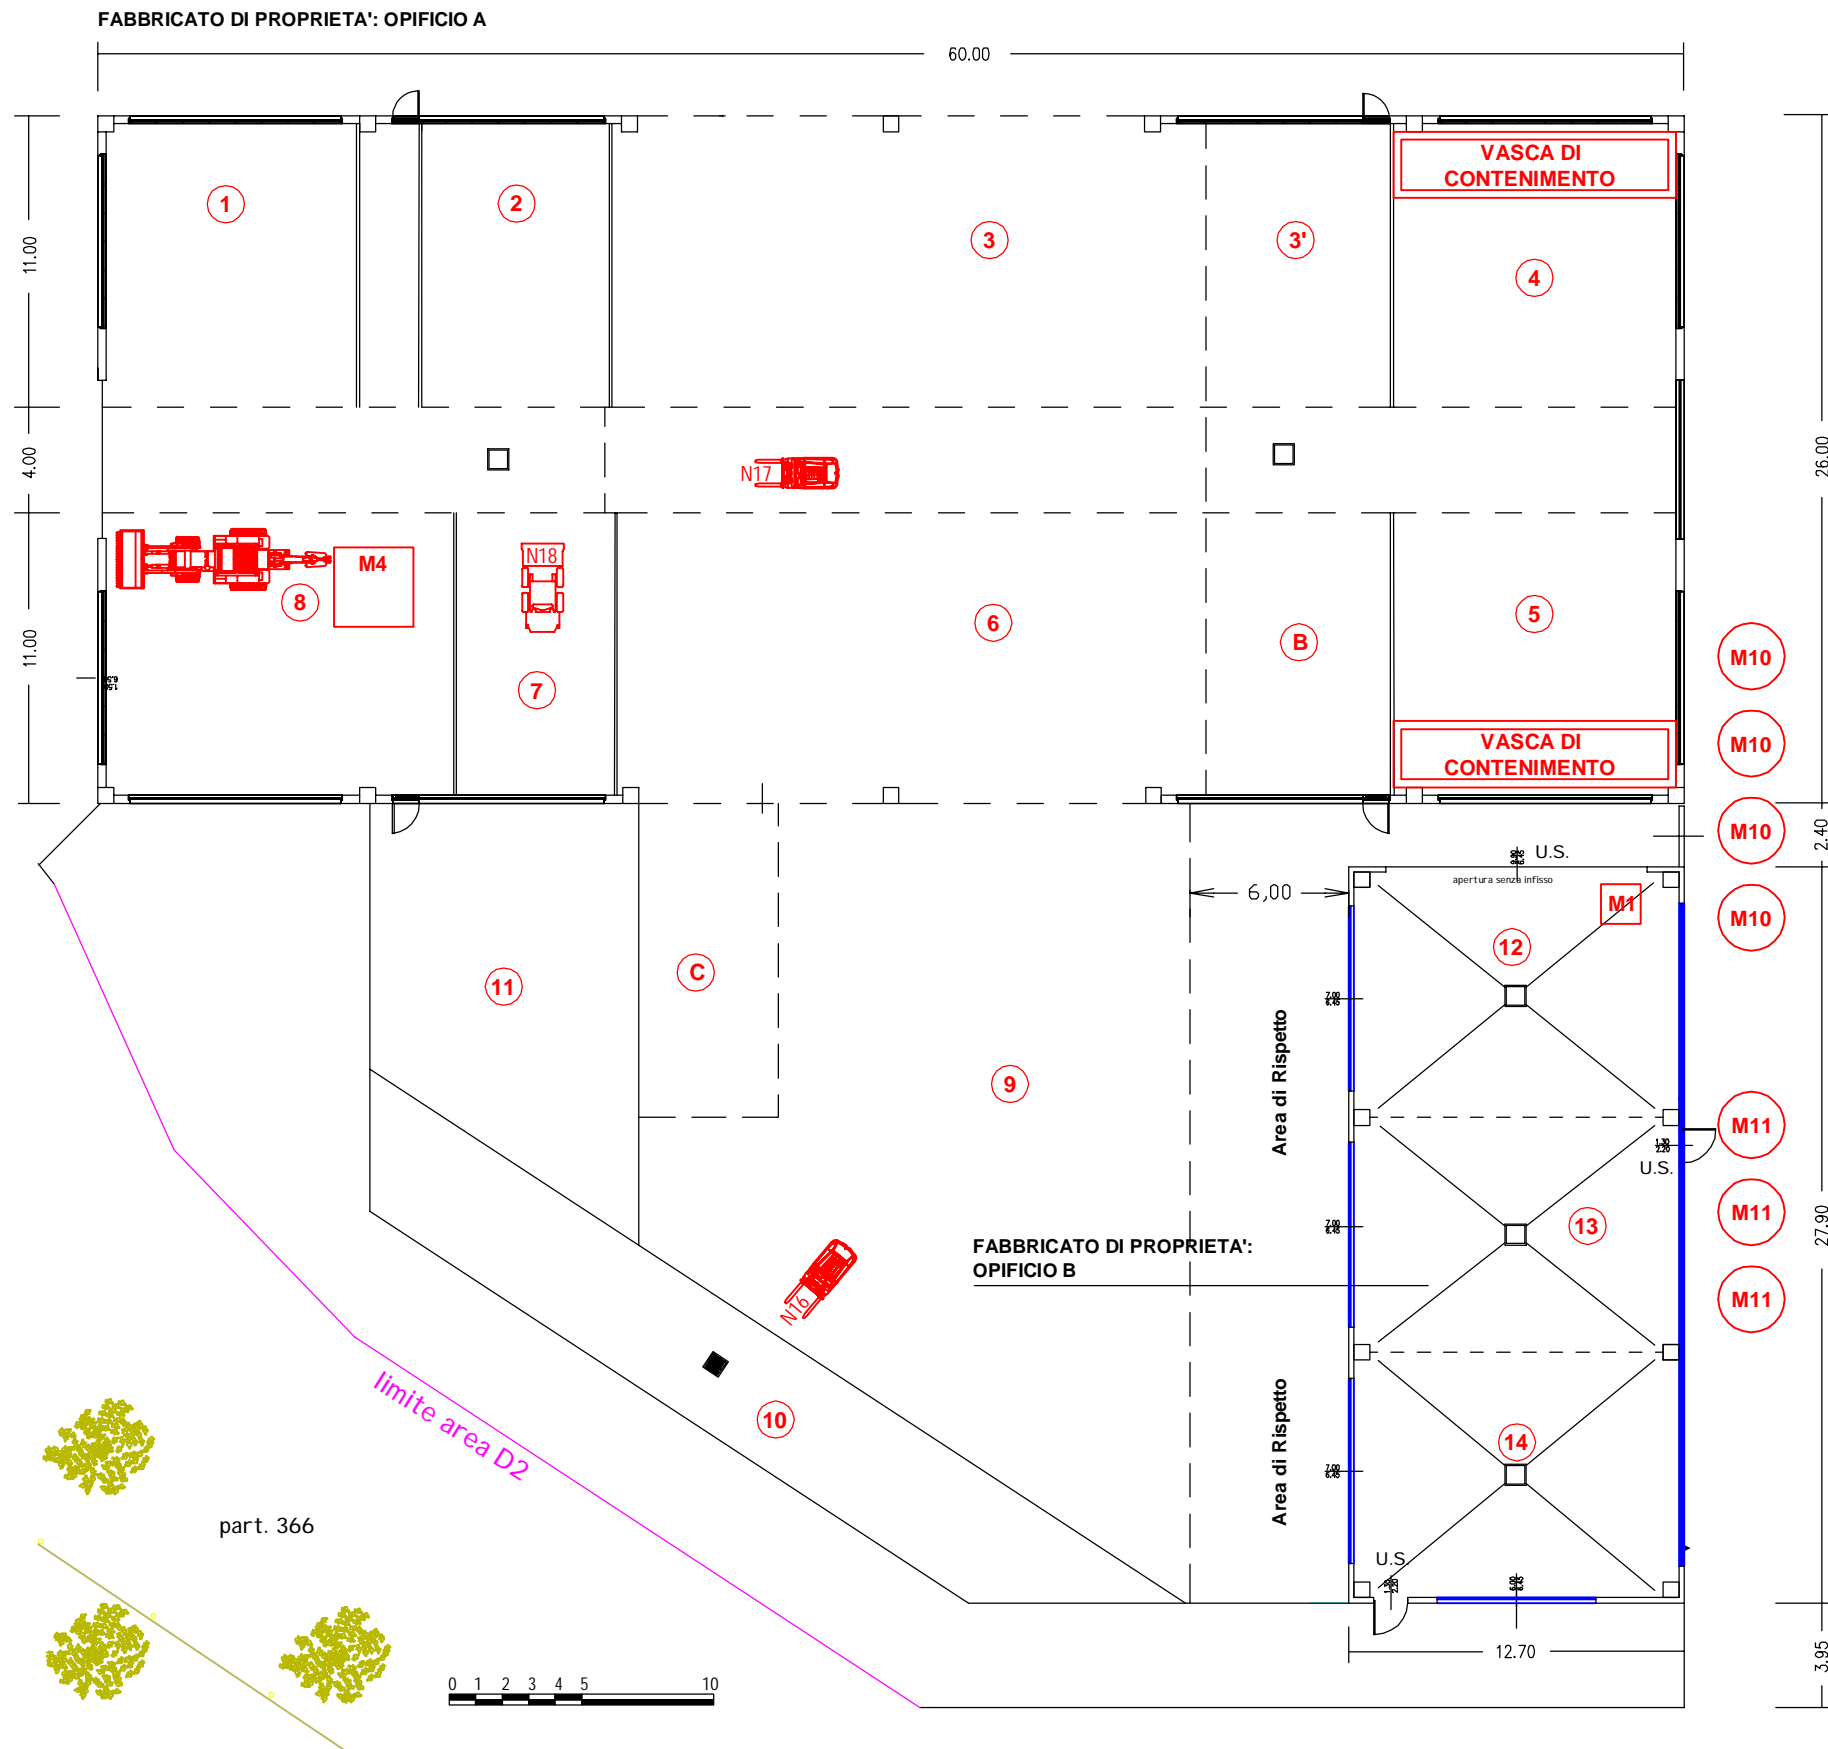 FABBRICATO DI PROPRIETA': OPIFICIO A
60.00
VASCA DI
CONTENIMENTO
1
2
3
3'
4
11.00
4.00
26.00
N17
N18
M4
8
7
6
B
5
11.00
M10
VASCA DI
CONTENIMENTO
M10
M10
2.40
U.S.
apertura senza infisso
6,00
M1
M10
12
11
C
9
Area di Rispetto
M11
U.S.
13
M11
27.90
FABBRICATO DI PROPRIETA':
OPIFICIO B
N16
M11
limite area D2
10
Area di Rispetto
14
part. 366
U.S.
12.70
3.95
0 1 2 3 4 5 10